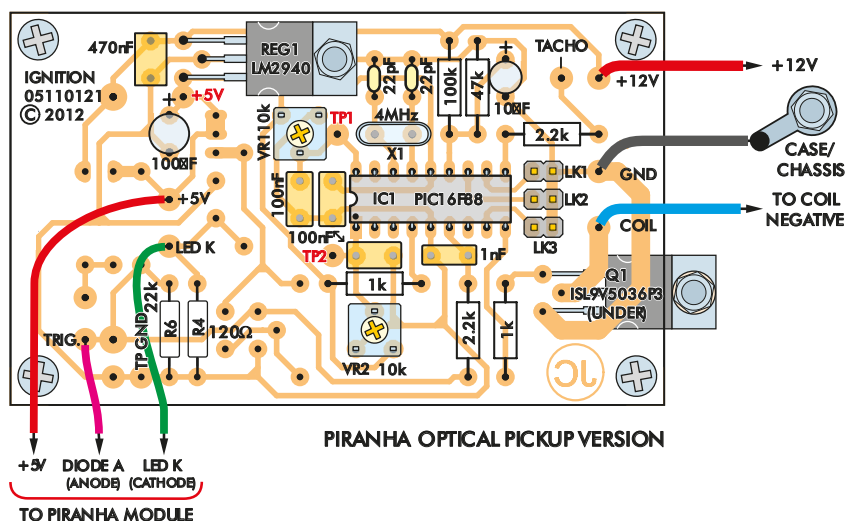 470nF
REG1
LM2940
IGNITION
05110121
© 2012
+5V
100µF
VR1 10k
TP1
22pF
22pF
4MHz
X1
100k
47k
10µF
TACHO
+12V
+12V
2.2k
CASE/
CHASSIS
LK1
GND
LK2
LK3
IC1 PIC16F88
100nF
100nF
+5V
TO COIL
NEGATIVE
COIL
LED K
TP2
1nF
1k
Q1
ISL9V5036P3
(UNDER)
22k
R6
R4
120Ω
TRIG.
TP GND
VR2 10k
2.2k
1k
JC
PIRANHA OPTICAL PICKUP VERSION
+5V
DIODE A
(ANODE)
LED K
(CATHODE)
TO PIRANHA MODULE